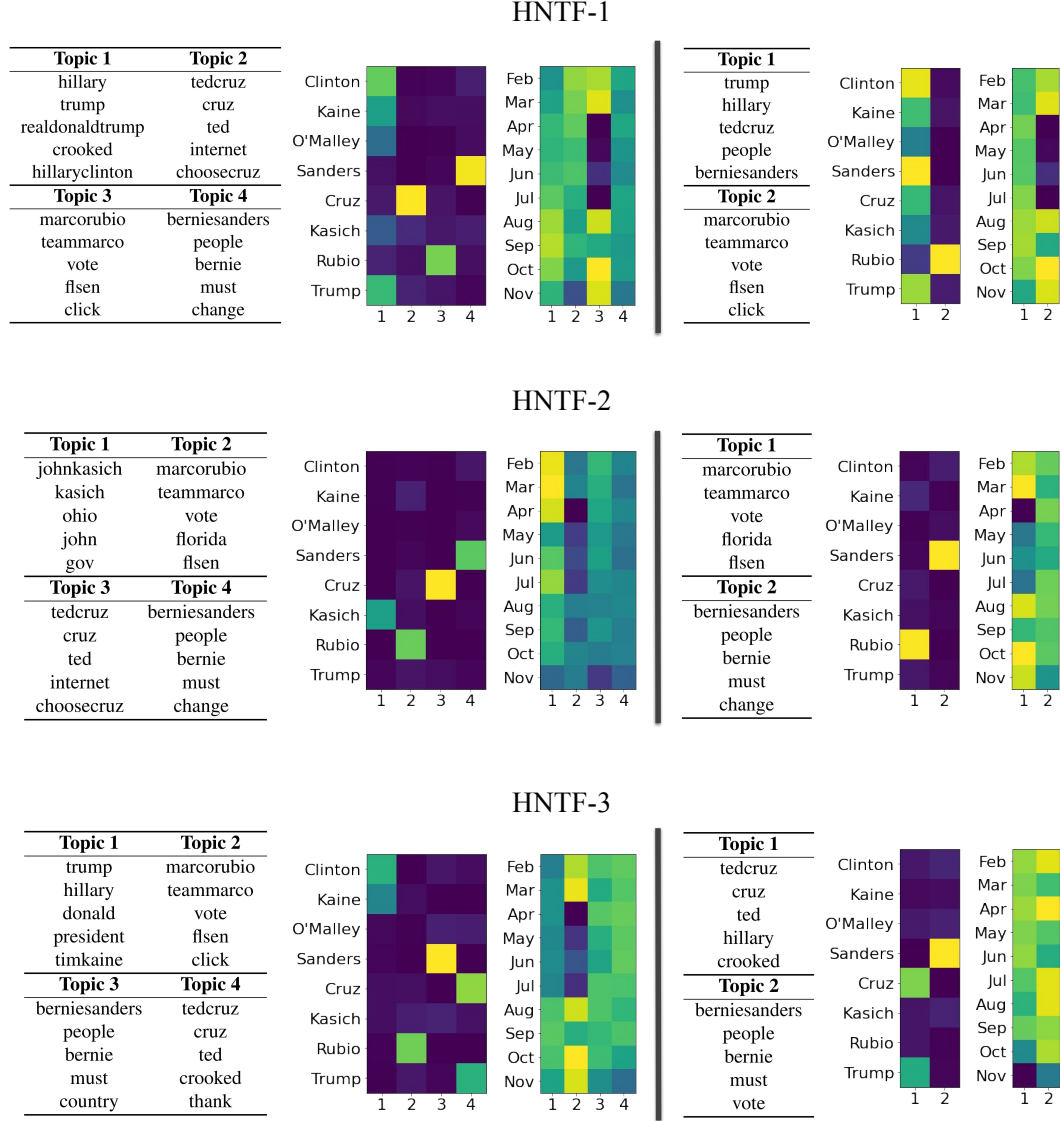 HNTF-1
Topic 1 Topic 2
hillary tedcruz
trump cruz
realdonaldtrump ted
crooked internet
hillaryclinton choosecruz
Topic 3 Topic 4
marcorubio berniesanders
teammarco people
vote bernie
flsen must
click change
Clinton
Kaine
O'Malley
Sanders
Cruz
Kasich
Rubio
Trump
1 2 3 4
Feb
Mar
Apr
May
Jun
Jul
Aug
Sep
Oct
Nov
1 2 3 4
Topic 1
trump
hillary
tedcruz
people
berniesanders
Topic 2
marcorubio
teammarco
vote
flsen
click
Clinton
Kaine
O'Malley
Sanders
Cruz
Kasich
Rubio
Trump
1 2
Feb
Mar
Apr
May
Jun
Jul
Aug
Sep
Oct
Nov
1 2
HNTF-2
Topic 1 Topic 2
johnkasich marcorubio
kasich teammarco
ohio vote
john florida
gov flsen
Topic 3 Topic 4
tedcruz berniesanders
cruz people
ted bernie
internet must
choosecruz change
Clinton
Kaine
O'Malley
Sanders
Cruz
Kasich
Rubio
Trump
1 2 3 4
Feb
Mar
Apr
May
Jun
Jul
Aug
Sep
Oct
Nov
1 2 3 4
Topic 1
marcorubio
teammarco
vote
florida
flsen
Topic 2
berniesanders
people
bernie
must
change
Clinton
Kaine
O'Malley
Sanders
Cruz
Kasich
Rubio
Trump
1 2
Feb
Mar
Apr
May
Jun
Jul
Aug
Sep
Oct
Nov
1 2
HNTF-3
Topic 1 Topic 2
trump marcorubio
hillary teammarco
donald vote
president flsen
timkaine click
Topic 3 Topic 4
berniesanders tedcruz
people cruz
bernie ted
must crooked
country thank
Clinton
Kaine
O'Malley
Sanders
Cruz
Kasich
Rubio
Trump
1 2 3 4
Feb
Mar
Apr
May
Jun
Jul
Aug
Sep
Oct
Nov
1 2 3 4
Topic 1
tedcruz
cruz
ted
hillary
crooked
Topic 2
berniesanders
people
bernie
must
vote
Clinton
Kaine
O'Malley
Sanders
Cruz
Kasich
Rubio
Trump
1 2
Feb
Mar
Apr
May
Jun
Jul
Aug
Sep
Oct
Nov
1 2